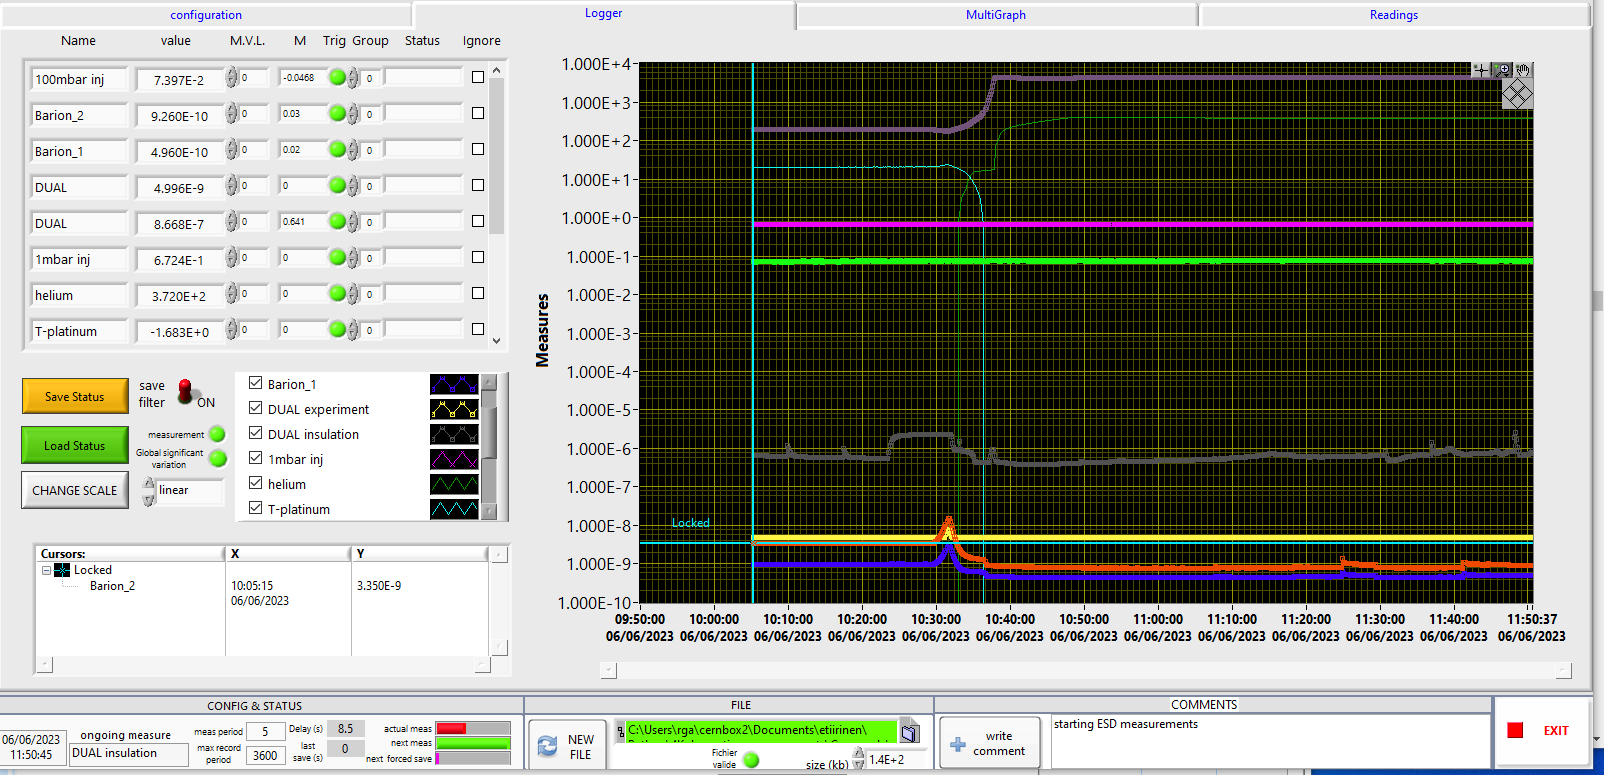 configuration
Logger
MultiGraph
Readings
Name value M.V.L. M Trig Group Status Ignore
100mbar inj 7.397E-2 0 -0.0468 0
Barion_2 9.260E-10 0 0.03 0
Barion_1 4.960E-10 0 0.02 0
DUAL 4.996E-9 0 0 0
DUAL 8.668E-7 0 0.641 0
1mbar inj 6.724E-1 0 0 0
helium 3.720E+2 0 0 0
T-platinum -1.683E+0 0 0 0
Save Status
save
filter
ON
Load Status
measurement
Global significant
variation
CHANGE SCALE
linear
Barion_1
DUAL experiment
DUAL insulation
1mbar inj
helium
T-platinum
Cursors: X Y
Locked
Barion_2 10:05:15 3.350E-9
06/06/2023
Measures
1.000E+4
1.000E+3
1.000E+2
1.000E+1
1.000E+0
1.000E-1
1.000E-2
1.000E-3
1.000E-4
1.000E-5
1.000E-6
1.000E-7
1.000E-8
1.000E-9
1.000E-10
Locked
09:50:00 10:00:00 10:10:00 10:20:00 10:30:00 10:40:00 10:50:00 11:00:00 11:10:00 11:20:00 11:30:00 11:40:00 11:50:37
06/06/2023 06/06/2023 06/06/2023 06/06/2023 06/06/2023 06/06/2023 06/06/2023 06/06/2023 06/06/2023 06/06/2023 06/06/2023 06/06/2023 06/06/2023
CONFIG & STATUS
06/06/2023
11:50:45
ongoing measure
DUAL insulation
meas period 5
max record
period
3600
Delay (s) 8.5
last
save (s)
0
actual meas
next meas
next forced save
FILE
NEW
FILE
C:\Users\rga\cernbox2\Documents\etiirinen\
Fichier
valide
size (kb) 1.4E+2
COMMENTS
write
comment
starting ESD measurements
EXIT